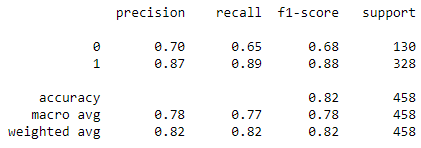 precision recall f1-score support
0 0.70 0.65 0.68 130
1 0.87 0.89 0.88 328
accuracy 0.82 458
macro avg 0.78 0.77 0.78 458
weighted avg 0.82 0.82 0.82 458